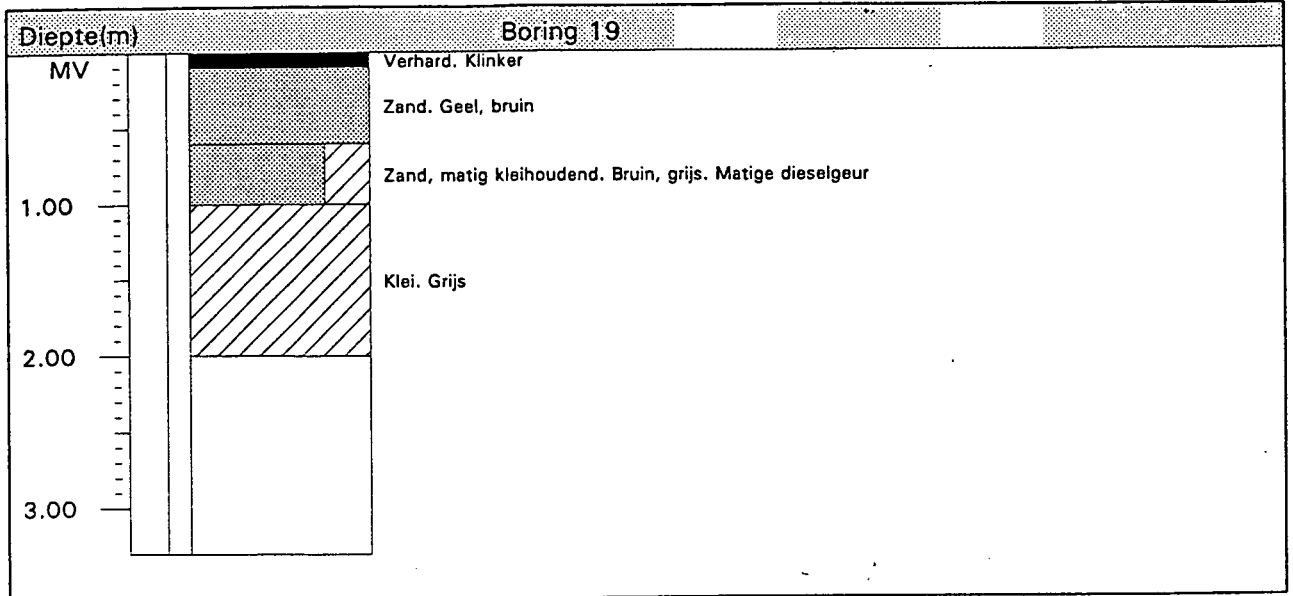 Diepte(m) Boring 19
MV
Verhard. Klinker
Zand. Geel, bruin
Zand, matig kleihoudend. Bruin, grijs. Matige dieselgeur
1.00
Klei. Grijs
2.00
3.00